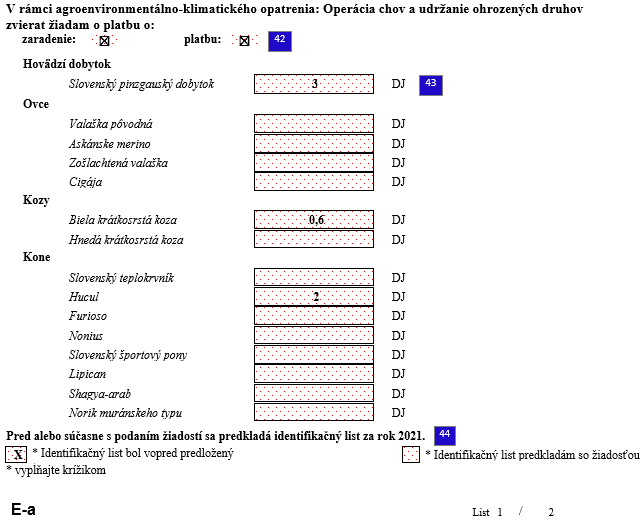 V rámci agroenvironmentálno-klimatického opatrenia: Operácia chov a udržanie ohrozených druhov
zvierat žiadam o platbu o:
zaradenie: X platbu: X 42
Hovädzí dobytok
Slovenský pinzgauský dobytok 3 DJ 43
Ovce
Valaška pôvodná DJ
Askánske merino DJ
Zošlachtená valaška DJ
Cigája DJ
Kozy
Biela krátkosrstá koza 0,6 DJ
Hnedá krátkosrstá koza DJ
Kone
Slovenský teplokrvník DJ
Hucul 2 DJ
Furioso DJ
Nonius DJ
Slovenský športový pony DJ
Lipican DJ
Shagya-arab DJ
Norik muránskeho typu DJ
Pred alebo súčasne s podaním žiadostí sa predkladá identifikačný list za rok 2021. 44
X * Identifikačný list bol vopred predložený * Identifikačný list predkladám so žiadosťou
* vyplňajte krížikom
E-a List 1 / 2